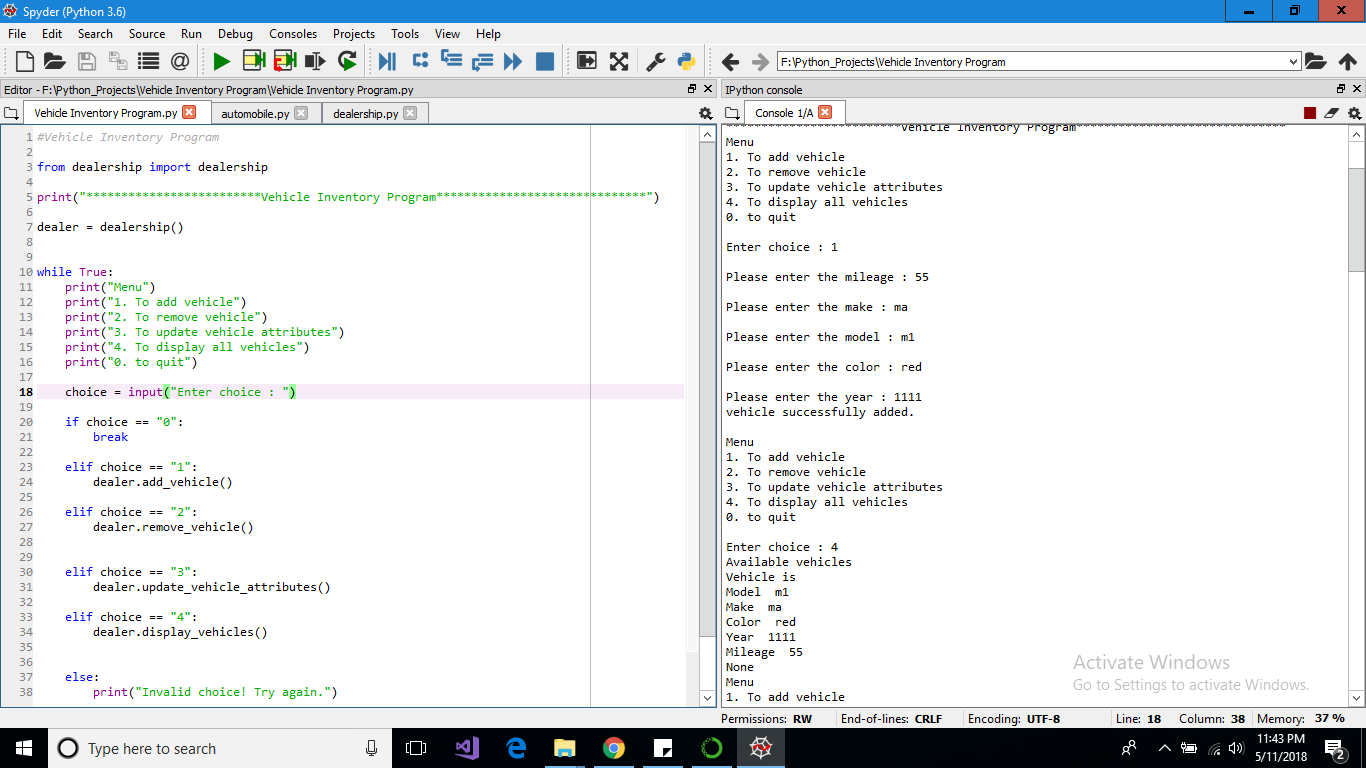 Spyder (Python 3.6)
File Edit Search Source Run Debug Consoles Projects Tools View Help
F:\Python_Projects\Vehicle Inventory Program
Editor - F:\Python_Projects\Vehicle Inventory Program\Vehicle Inventory Program.py
Vehicle Inventory Program.py automobile.py dealership.py
1 #Vehicle Inventory Program
2
3 from dealership import dealership
4
5 print("*************************Vehicle Inventory Program******************************")
6
7 dealer = dealership()
8
9
10 while True:
11 print("Menu")
12 print("1. To add vehicle")
13 print("2. To remove vehicle")
14 print("3. To update vehicle attributes")
15 print("4. To display all vehicles")
16 print("0. to quit")
17
18 choice = input("Enter choice : ")
19
20 if choice == "0":
21 break
22
23 elif choice == "1":
24 dealer.add_vehicle()
25
26 elif choice == "2":
27 dealer.remove_vehicle()
28
29
30 elif choice == "3":
31 dealer.update_vehicle_attributes()
32
33 elif choice == "4":
34 dealer.display_vehicles()
35
36
37 else:
38 print("Invalid choice! Try again.")
IPython console
Console 1/A
*************************Vehicle Inventory Program******************************
Menu
1. To add vehicle
2. To remove vehicle
3. To update vehicle attributes
4. To display all vehicles
0. to quit
Enter choice : 1
Please enter the mileage : 55
Please enter the make : ma
Please enter the model : m1
Please enter the color : red
Please enter the year : 1111
vehicle successfully added.
Menu
1. To add vehicle
2. To remove vehicle
3. To update vehicle attributes
4. To display all vehicles
0. to quit
Enter choice : 4
Available vehicles
Vehicle is
Model m1
Make ma
Color red
Year 1111
Mileage 55
None
Menu
1. To add vehicle
Activate Windows
Go to Settings to activate Windows.
Permissions: RW End-of-lines: CRLF Encoding: UTF-8 Line: 18 Column: 38 Memory: 37 %
Type here to search
11:43 PM
5/11/2018
2